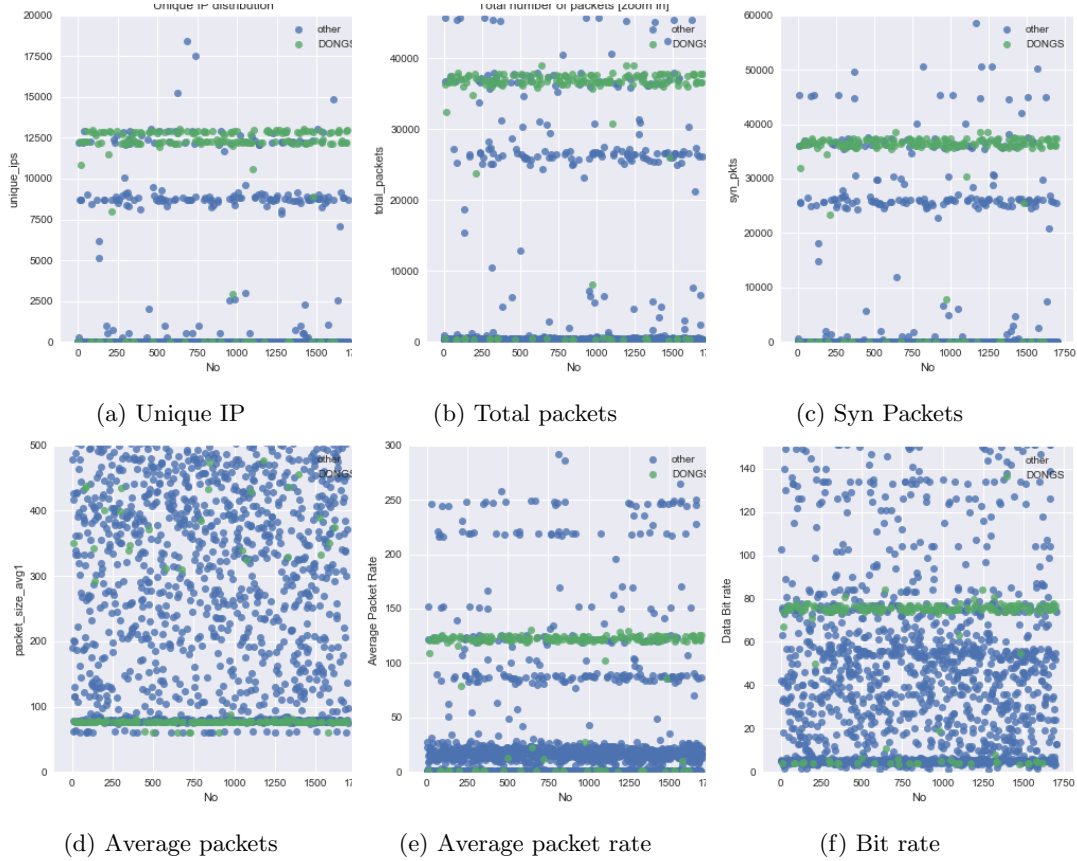 Unique IP distribution
other
DONGS
unique_ips
20000
17500
15000
12500
10000
7500
5000
2500
0
0 250 500 750 1000 1250 1500 17
No
(a) Unique IP
Total number of packets [zoom in]
other
DONGS
total_packets
40000
30000
20000
10000
0
0 250 500 750 1000 1250 1500 175
No
(b) Total packets
other
DONGS
syn_pkts
60000
50000
40000
30000
20000
10000
0
0 250 500 750 1000 1250 1500 1750
No
(c) Syn Packets
other
DONGS
packet_size_avg1
500
400
300
200
100
0
0 250 500 750 1000 1250 1500 17
No
(d) Average packets
other
DONGS
Average Packet Rate
300
250
200
150
100
50
0
0 250 500 750 1000 1250 1500 175
No
(e) Average packet rate
other
DONGS
Data Bit rate
140
120
100
80
60
40
20
0
0 250 500 750 1000 1250 1500 1750
No
(f) Bit rate